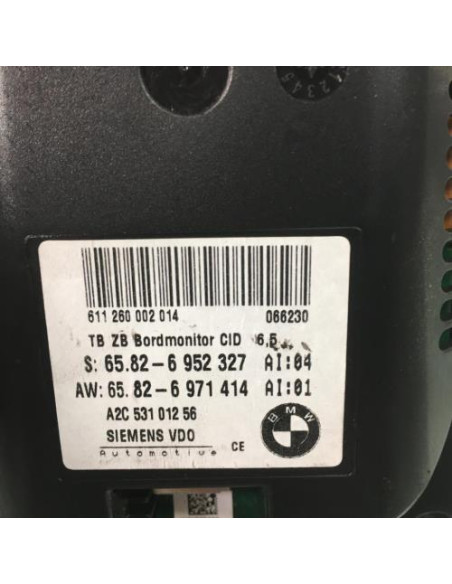 611 260 002 014 066230
TB ZB Bordmonitor CID 6,5
S: 65.82-6 952 327 AI:04
AW: 65.82-6 971 414 AI:01
A2C 531 012 56
SIEMENS VDO
Automotive CE
BMW